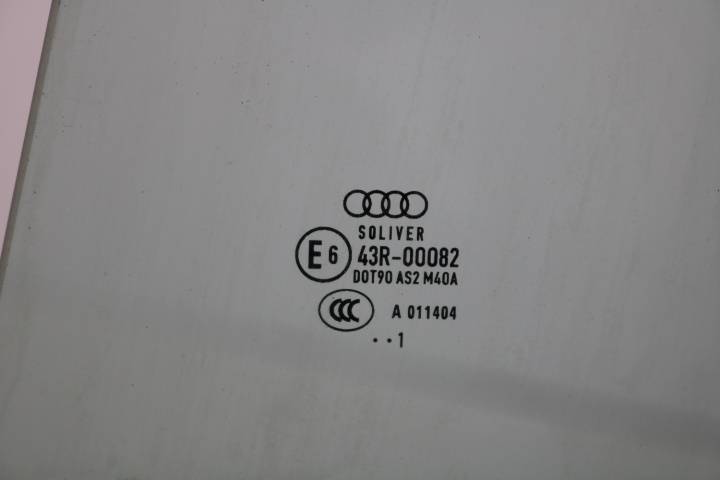 SOLIVER
E6 43R-00082
DOT90 AS2 M40A
CCC A 011404
..1